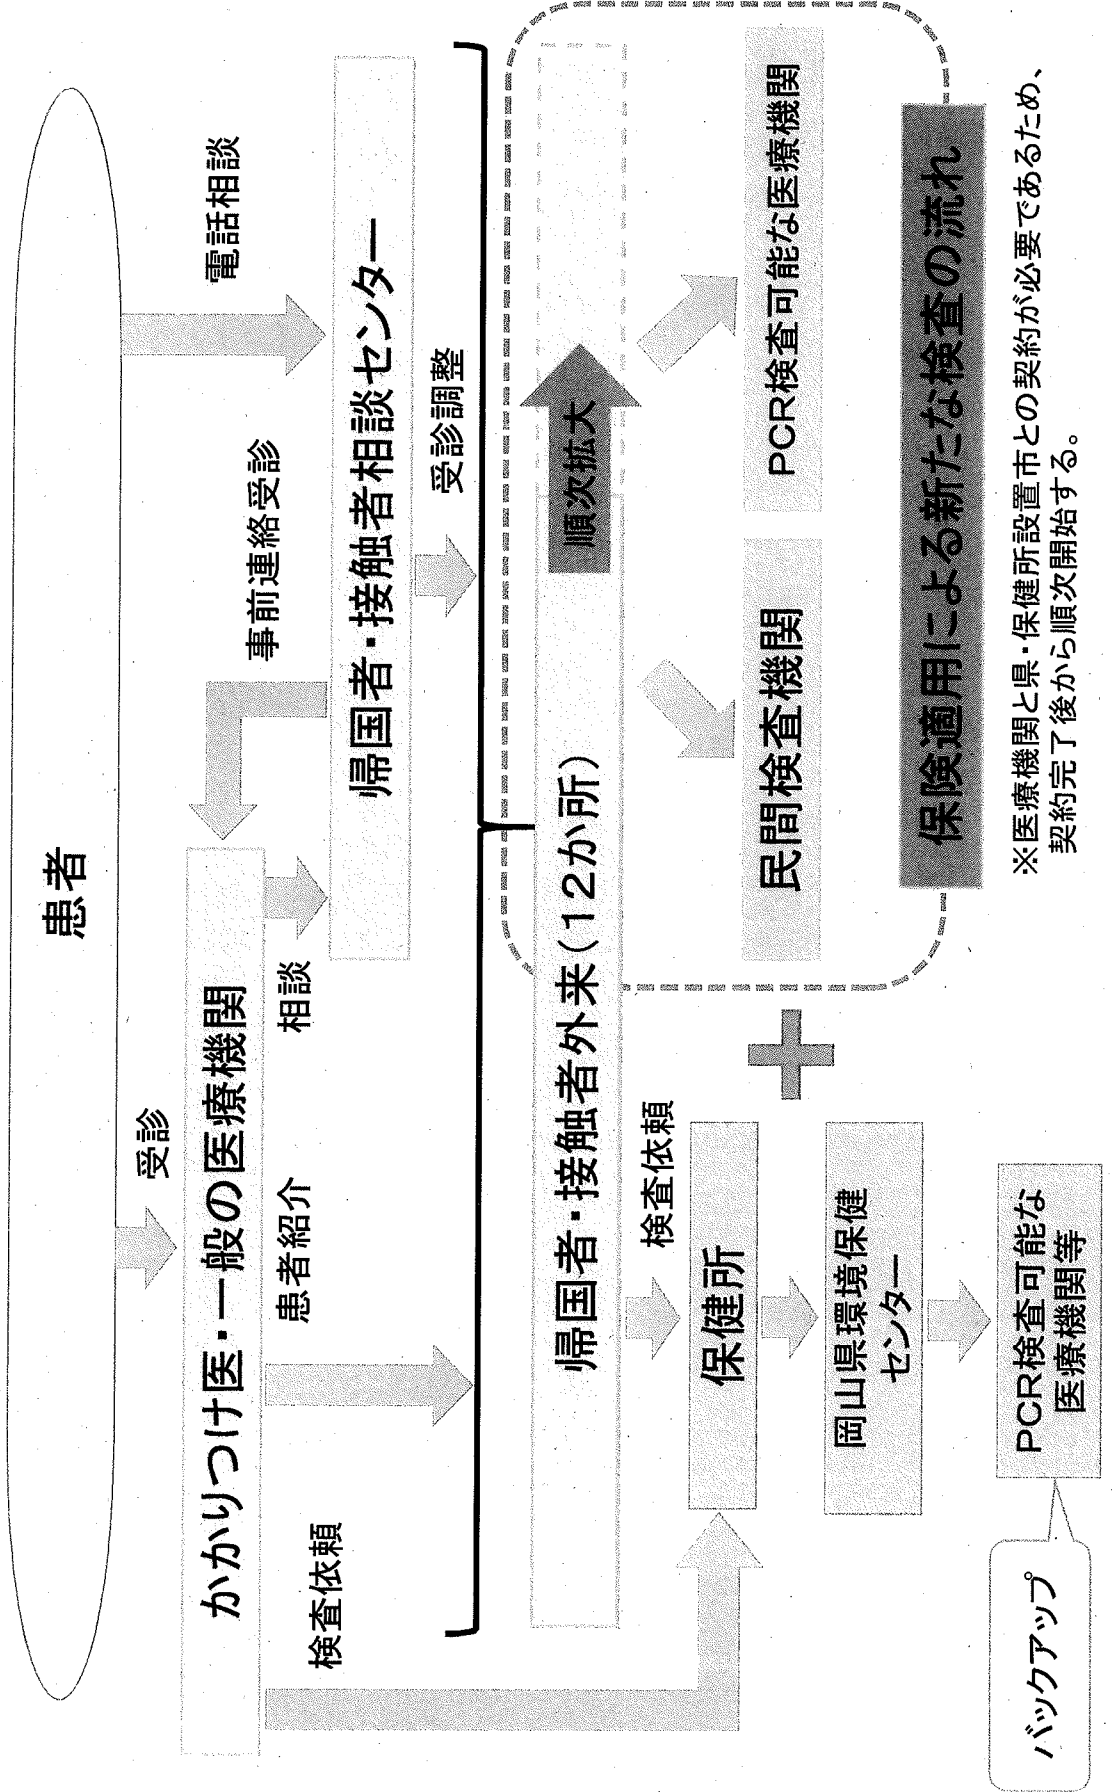 患者
受診
電話相談
かかりつけ医・一般の医療機関
事前連絡受診
相談
帰国者・接触者相談センター
検査依頼
患者紹介
受診調整
帰国者・接触者外来(12か所)
順次拡大
検査依頼
保健所
民間検査機関
PCR検査可能な医療機関
岡山県環境保健
センター
保険適用による新たな検査の流れ
バックアップ
PCR検査可能な
医療機関等
※医療機関と県・保健所設置市との契約が必要であるため、
契約完了後から順次開始する。